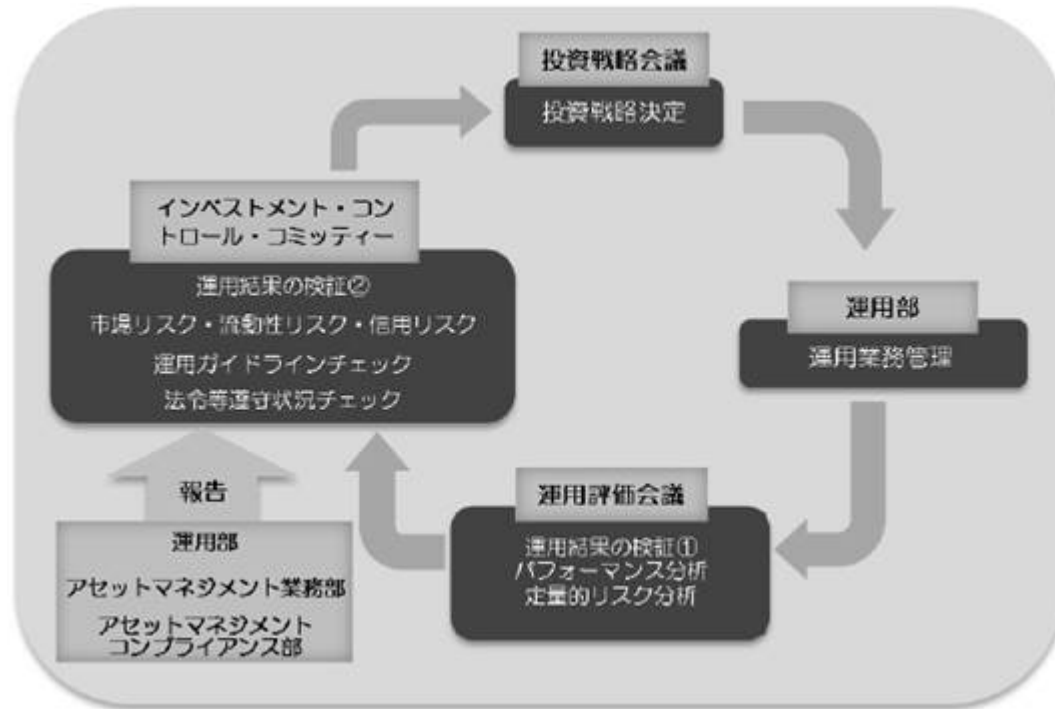 投資戦略会議
投資戦略決定
運用部
運用業務管理
運用評価会議
運用結果の検証①
パフォーマンス分析
定量的リスク分析
インベストメント・コン
トロール・コミッティー
運用結果の検証②
市場リスク・流動性リスク・信用リスク
運用ガイドラインチェック
法令等遵守状況チェック
報告
運用部
アセットマネジメント業務部
アセットマネジメント
コンプライアンス部